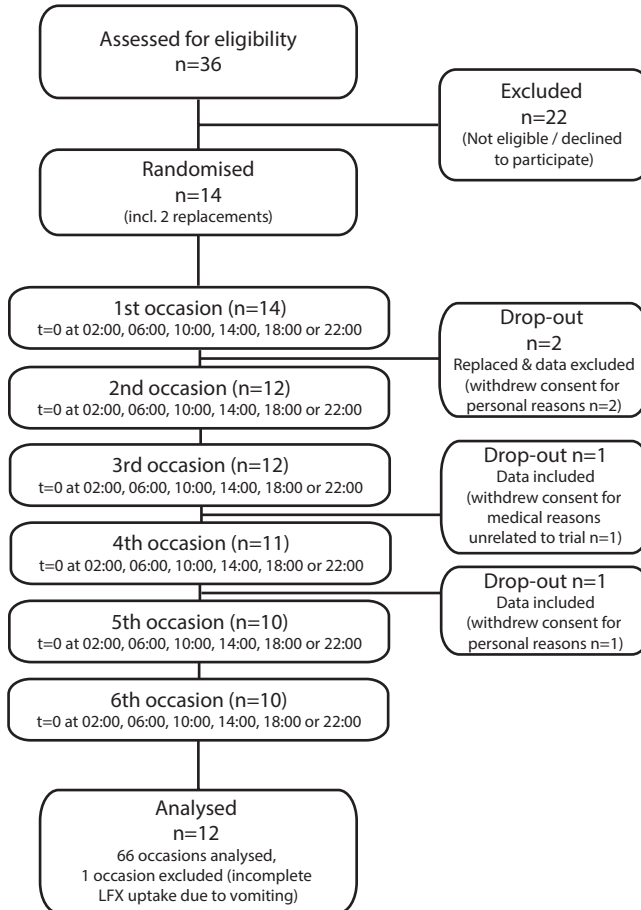 Assessed for eligibility
n=36
Excluded
n=22
(Not eligible / declined
to participate)
Randomised
n=14
(incl. 2 replacements)
1st occasion (n=14)
t=0 at 02:00, 06:00, 10:00, 14:00, 18:00 or 22:00
Drop-out
n=2
Replaced & data excluded
(withdrew consent for
personal reasons n=2)
2nd occasion (n=12)
t=0 at 02:00, 06:00, 10:00, 14:00, 18:00 or 22:00
3rd occasion (n=12)
t=0 at 02:00, 06:00, 10:00, 14:00, 18:00 or 22:00
Drop-out n=1
Data included
(withdrew consent for
medical reasons
unrelated to trial n=1)
4th occasion (n=11)
t=0 at 02:00, 06:00, 10:00, 14:00, 18:00 or 22:00
Drop-out n=1
Data included
(withdrew consent for
personal reasons n=1)
5th occasion (n=10)
t=0 at 02:00, 06:00, 10:00, 14:00, 18:00 or 22:00
6th occasion (n=10)
t=0 at 02:00, 06:00, 10:00, 14:00, 18:00 or 22:00
Analysed
n=12
66 occasions analysed,
1 occasion excluded (incomplete
LFX uptake due to vomiting)